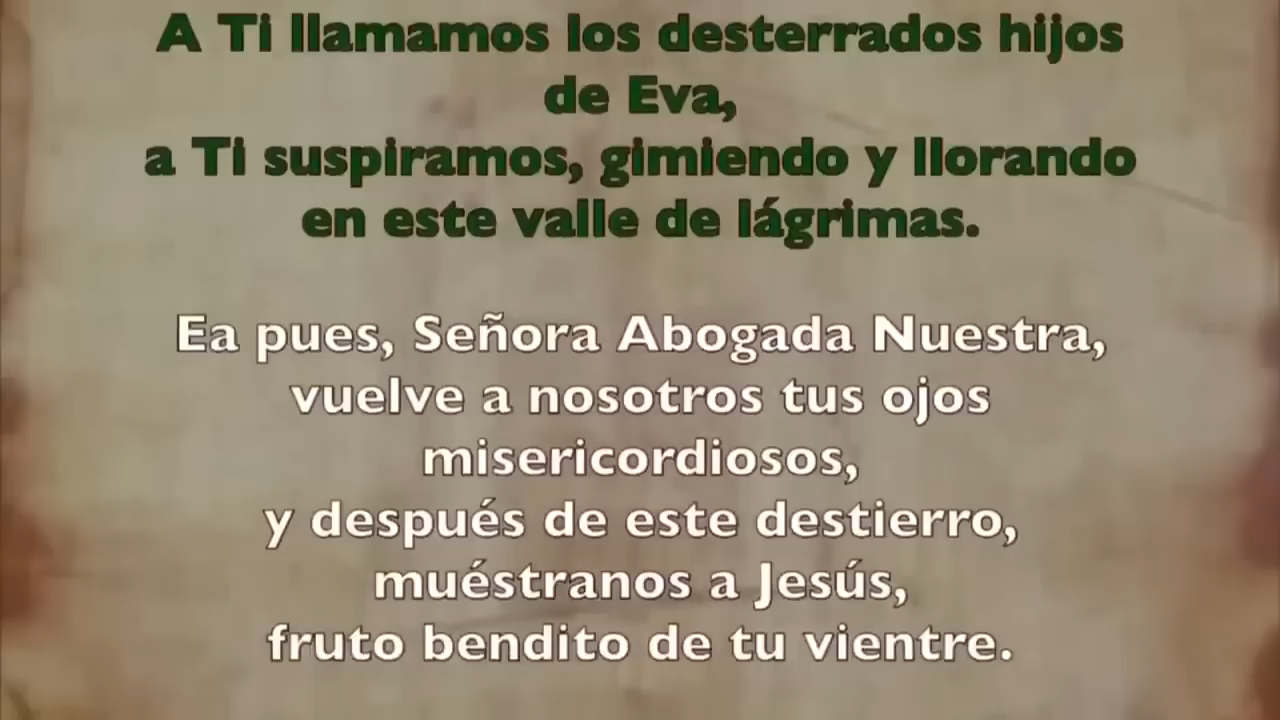 A Ti llamamos los desterrados hijos
de Eva,
a Ti suspiramos, gimiendo y llorando
en este valle de lágrimas.
Ea pues, Señora Abogada Nuestra,
vuelve a nosotros tus ojos
misericordiosos,
y después de este destierro,
muéstranos a Jesús,
fruto bendito de tu vientre.